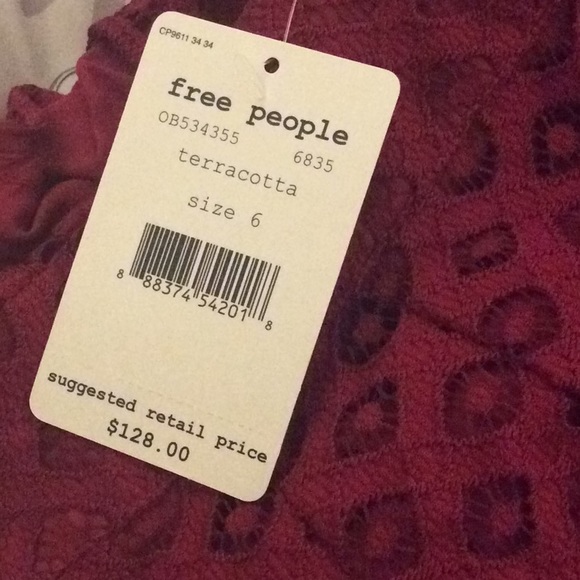 CP9611 34 34
free people
OB534355 6835
terracotta
size 6
8 88374 54201 8
suggested retail price
$128.00